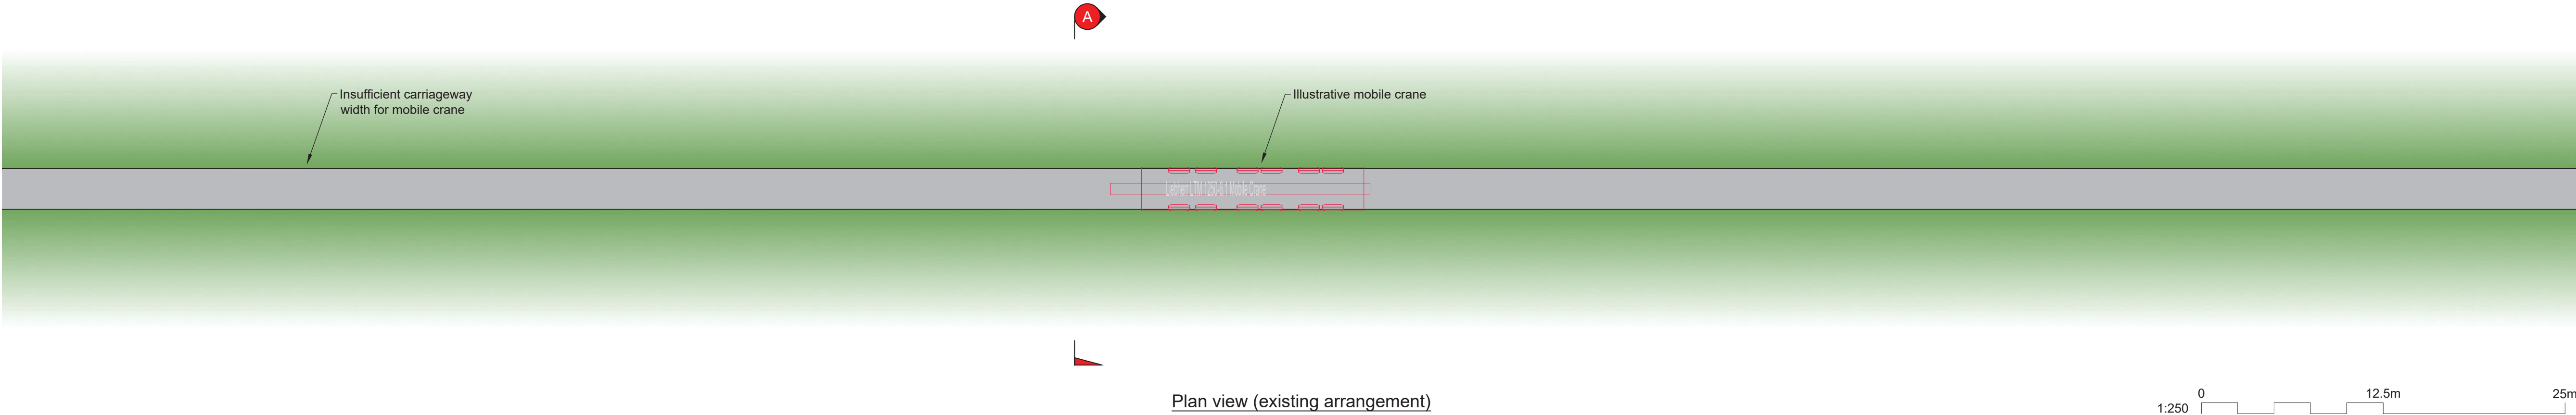 A
Insufficient carriageway
width for mobile crane
Illustrative mobile crane
Plan view (existing arrangement)
1:250
0
12.5m
25m